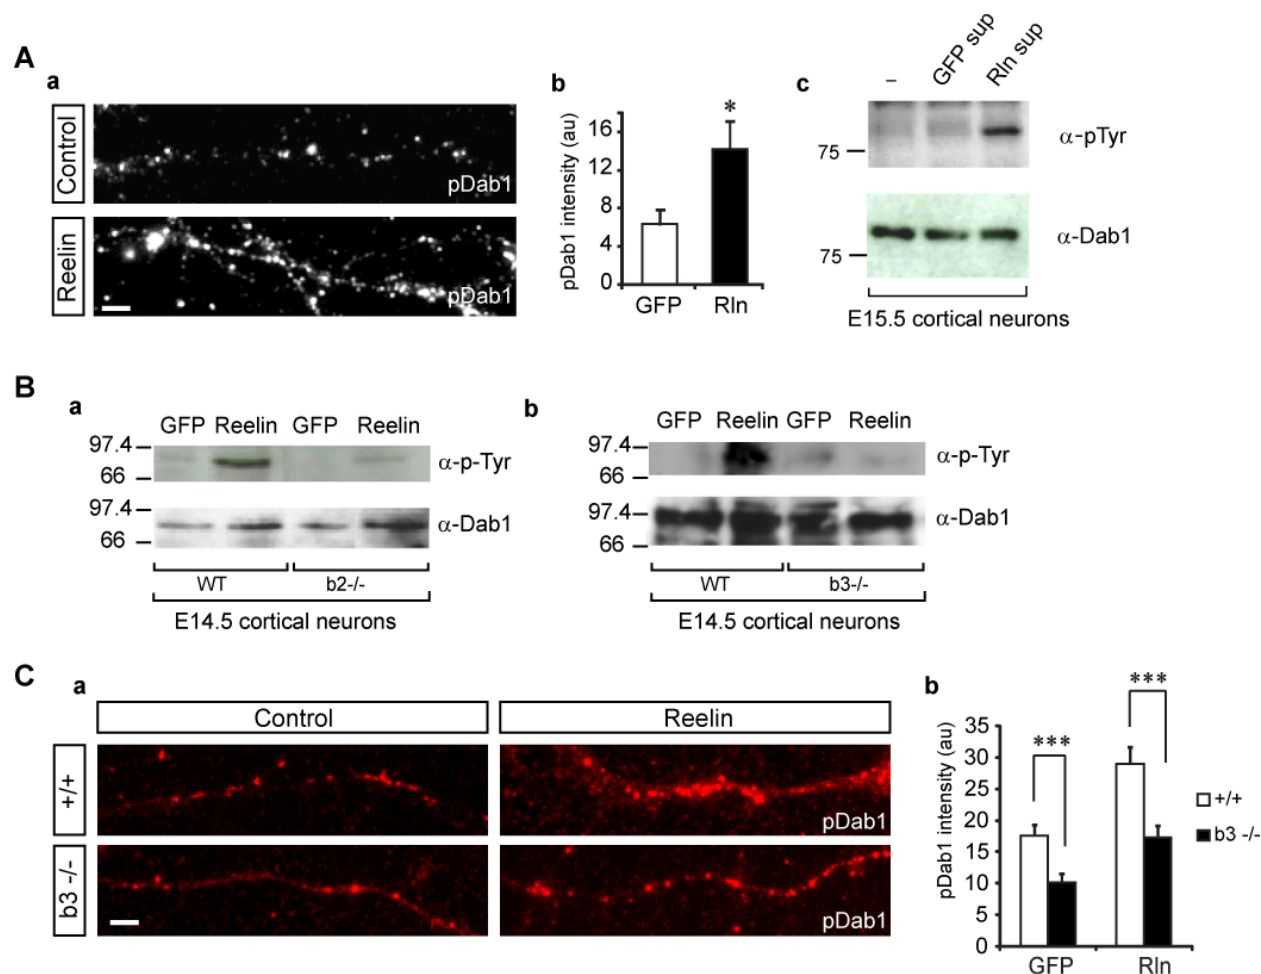 A
a
Control
pDab1
Reelin
pDab1
b
pDab1 intensity (au)
16
12
8
4
0
*
GFP
Rln
c
–
GFP sup
Rln sup
75
α-pTyr
75
α-Dab1
E15.5 cortical neurons
B
a
GFP Reelin GFP Reelin
97.4
66
α-p-Tyr
97.4
66
α-Dab1
WT
b2-/-
E14.5 cortical neurons
b
GFP Reelin GFP Reelin
97.4
66
α-p-Tyr
97.4
66
α-Dab1
WT
b3-/-
E14.5 cortical neurons
C
a
Control
Reelin
+/+
pDab1
b3 -/-
pDab1
b
pDab1 intensity (au)
35
30
25
20
15
10
5
0
***
***
GFP
Rln
+/+
b3 -/-